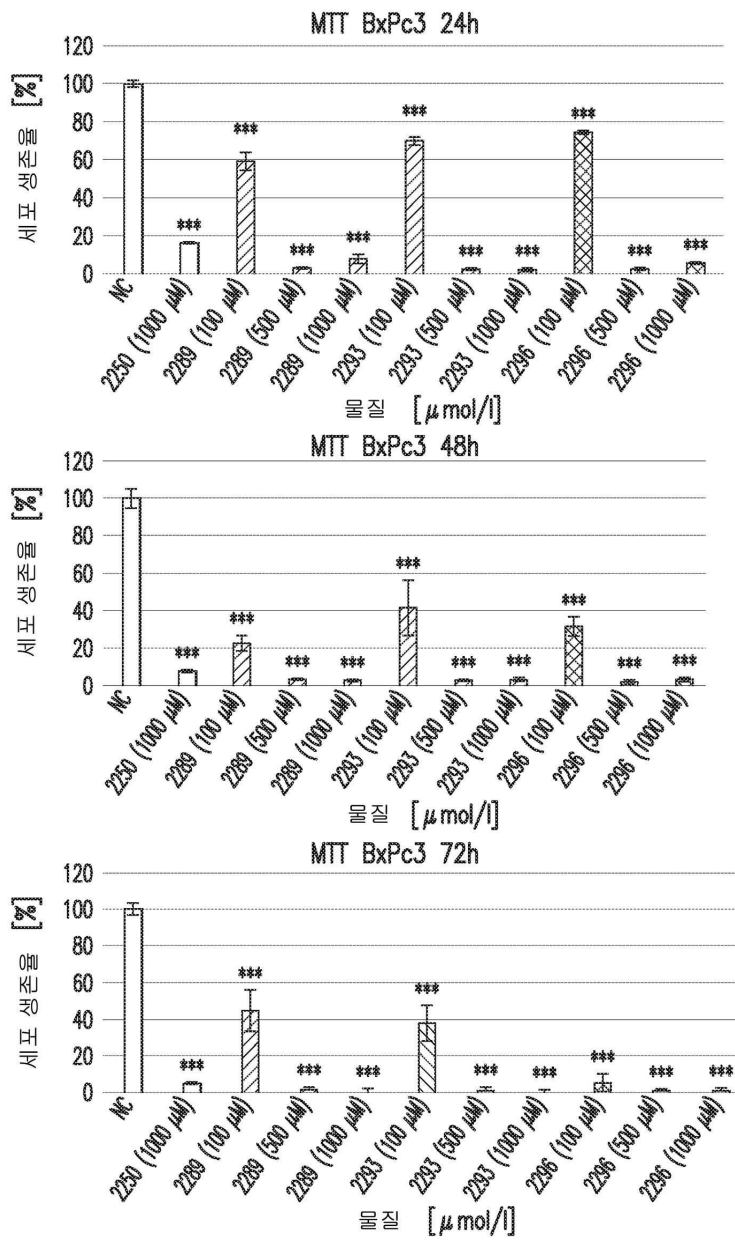 MTT BxPc3 24h
세포 생존율 [%]
120
100
80
60
40
20
0
*** *** *** *** *** *** *** *** *** ***
NC
2250 (1000 μM)
2289 (100 μM)
2289 (500 μM)
2289 (1000 μM)
2293 (100 μM)
2293 (500 μM)
2293 (1000 μM)
2296 (100 μM)
2296 (500 μM)
2296 (1000 μM)
물질 [μmol/l]
MTT BxPc3 48h
세포 생존율 [%]
120
100
80
60
40
20
0
*** *** *** *** *** *** *** *** *** ***
NC
2250 (1000 μM)
2289 (100 μM)
2289 (500 μM)
2289 (1000 μM)
2293 (100 μM)
2293 (500 μM)
2293 (1000 μM)
2296 (100 μM)
2296 (500 μM)
2296 (1000 μM)
물질 [μmol/l]
MTT BxPc3 72h
세포 생존율 [%]
120
100
80
60
40
20
0
*** *** *** *** *** *** *** *** *** ***
NC
2250 (1000 μM)
2289 (100 μM)
2289 (500 μM)
2289 (1000 μM)
2293 (100 μM)
2293 (500 μM)
2293 (1000 μM)
2296 (100 μM)
2296 (500 μM)
2296 (1000 μM)
물질 [μmol/l]